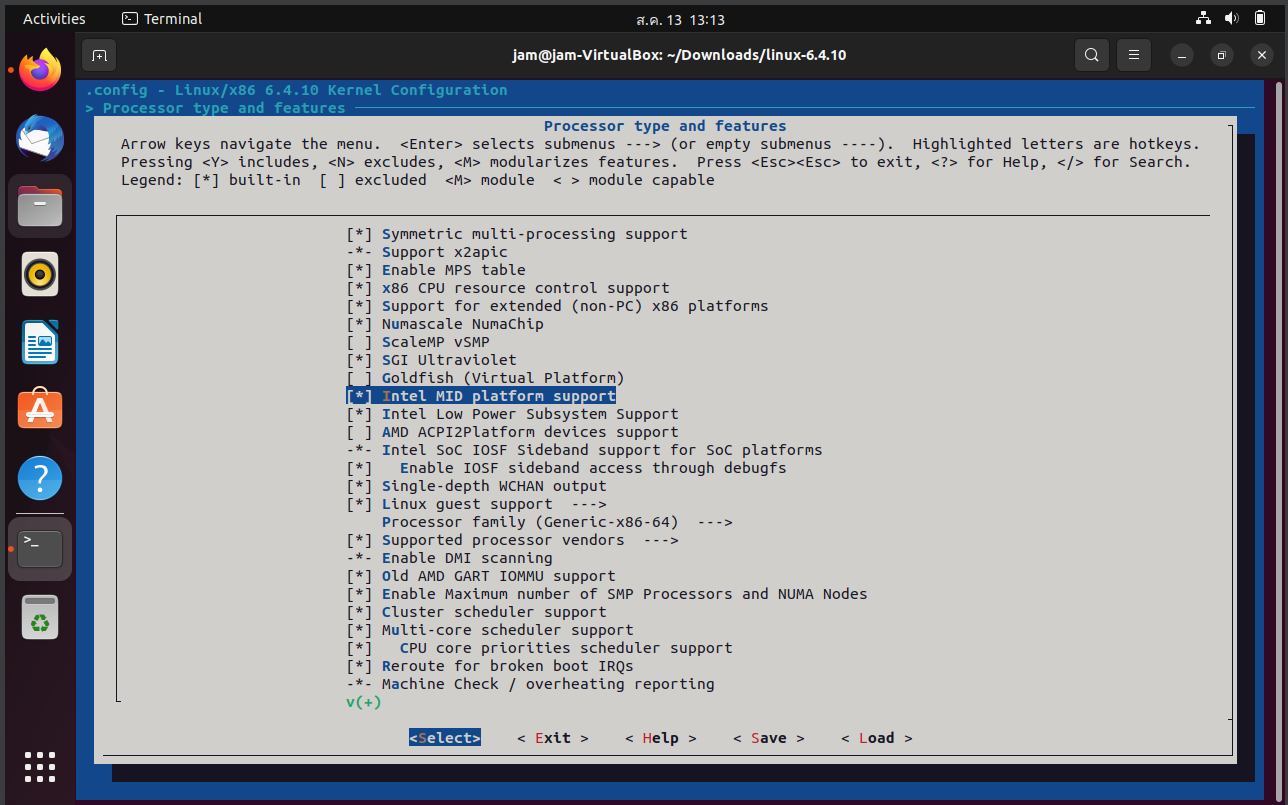 Activities
Terminal
ส.ค. 13 13:13
jam@jam-VirtualBox: ~/Downloads/linux-6.4.10
.config - Linux/x86 6.4.10 Kernel Configuration
> Processor type and features
Processor type and features
Arrow keys navigate the menu.  <Enter> selects submenus ---> (or empty submenus ----).  Highlighted letters are hotkeys.
Pressing <Y> includes, <N> excludes, <M> modularizes features.  Press <Esc><Esc> to exit, <?> for Help, </> for Search.
Legend: [*] built-in  [ ] excluded  <M> module  < > module capable
[*] Symmetric multi-processing support
-*- Support x2apic
[*] Enable MPS table
[*] x86 CPU resource control support
[*] Support for extended (non-PC) x86 platforms
[*] Numascale NumaChip
[ ] ScaleMP vSMP
[*] SGI Ultraviolet
[ ] Goldfish (Virtual Platform)
[*] Intel MID platform support
[*] Intel Low Power Subsystem Support
[ ] AMD ACPI2Platform devices support
-*- Intel SoC IOSF Sideband support for SoC platforms
[*]   Enable IOSF sideband access through debugfs
[*] Single-depth WCHAN output
[*] Linux guest support  --->
Processor family (Generic-x86-64)  --->
[*] Supported processor vendors  --->
-*- Enable DMI scanning
[*] Old AMD GART IOMMU support
[*] Enable Maximum number of SMP Processors and NUMA Nodes
[*] Cluster scheduler support
[*] Multi-core scheduler support
[*]   CPU core priorities scheduler support
[*] Reroute for broken boot IRQs
-*- Machine Check / overheating reporting
v(+)
<Select>    < Exit >    < Help >    < Save >    < Load >